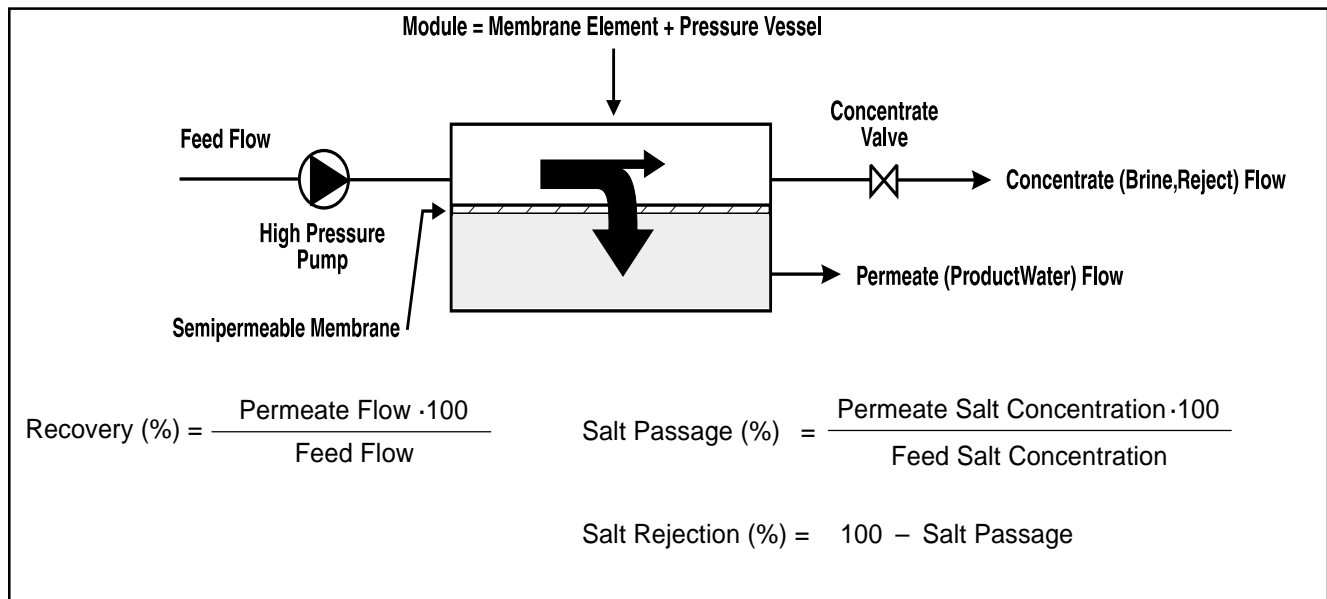 Module = Membrane Element + Pressure Vessel
Feed Flow
High Pressure
Pump
Semipermeable Membrane
Concentrate
Valve
Concentrate (Brine,Reject) Flow
Permeate (ProductWater) Flow
Recovery (%) = Permeate Flow ·100
Feed Flow
Salt Passage (%) = Permeate Salt Concentration ·100
Feed Salt Concentration
Salt Rejection (%) = 100 – Salt Passage